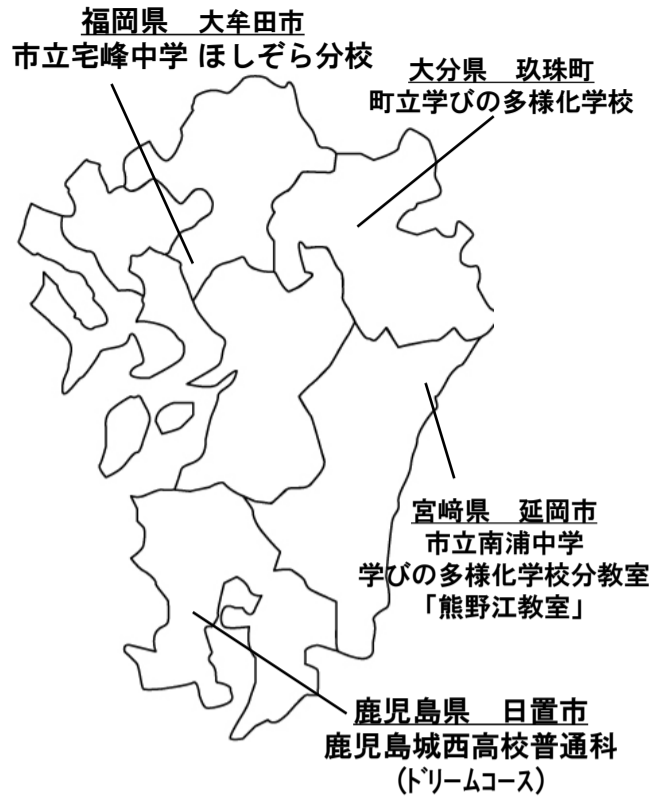 福岡県　大牟田市
市立宅峰中学 ほしぞら分校
大分県　玖珠町
町立学びの多様化学校
宮﨑県　延岡市
市立南浦中学
学びの多様化学校分教室
「熊野江教室」
鹿児島県　日置市
鹿児島城西高校普通科
（ﾄﾞﾘｰﾑｺｰｽ）